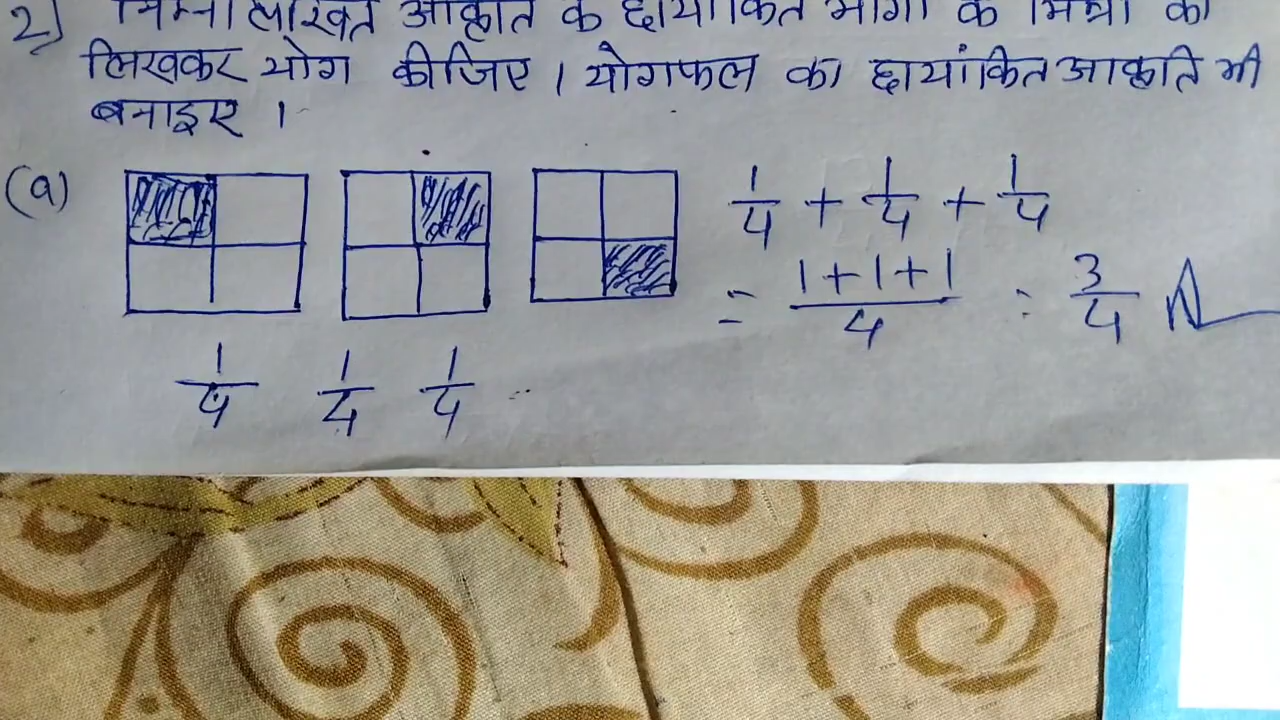 2) निम्नलिखित आकृति के छायांकित भागों के भिन्नों को
लिखकर योग कीजिए । योगफल का छायांकित आकृति भी
बनाइए ।
(a) 1/4 + 1/4 + 1/4
= 1+1+1/4 = 3/4
1/4 1/4 1/4